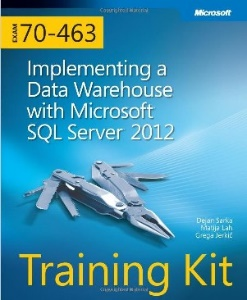 Microsoft
EXAM 70-463
Implementing a
Data Warehouse
with Microsoft
SQL Server 2012
Dejan Sarka
Matija Lah
Grega Jerkič
Training Kit